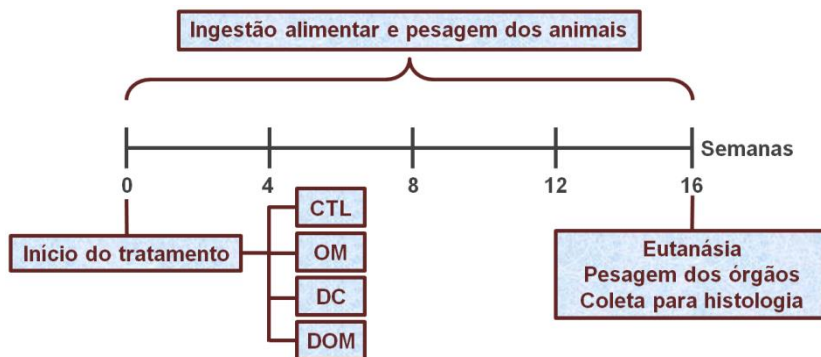 Ingestão alimentar e pesagem dos animais
Semanas
0
4
8
12
16
Início do tratamento
CTL
OM
DC
DOM
Eutanásia
Pesagem dos órgãos
Coleta para histologia